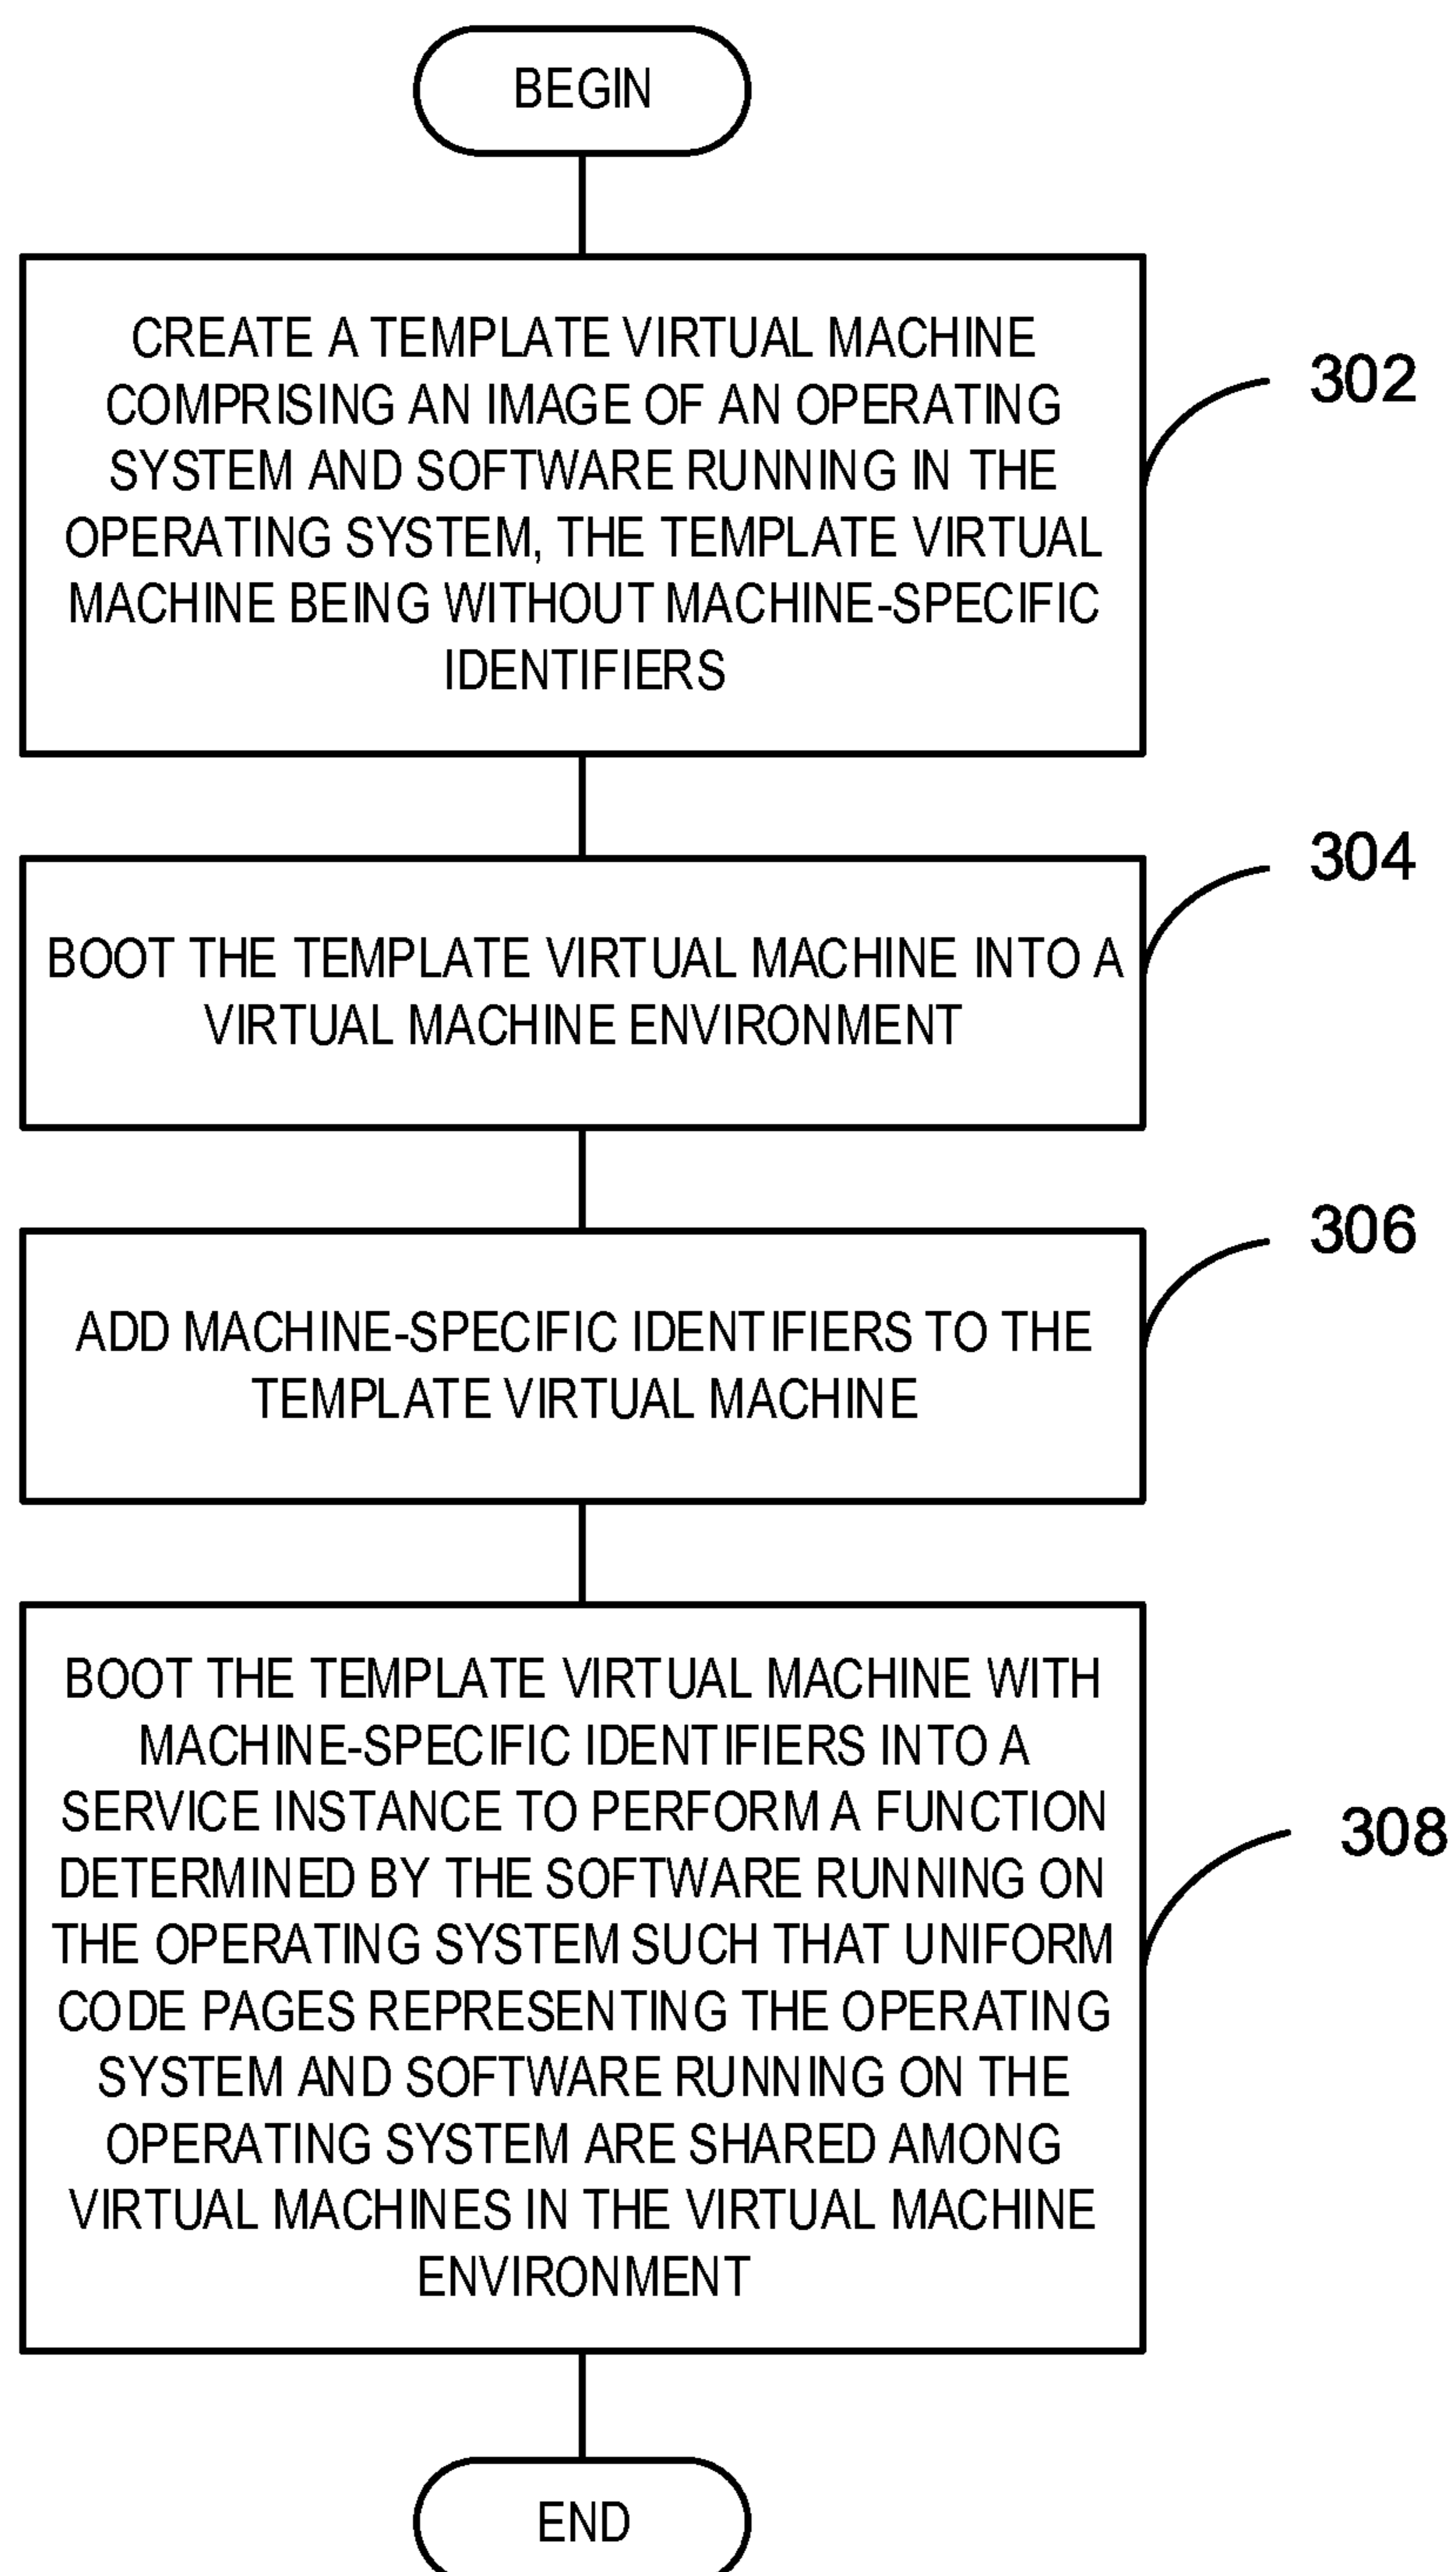 BEGIN
CREATE A TEMPLATE VIRTUAL MACHINE
COMPRISING AN IMAGE OF AN OPERATING
SYSTEM AND SOFTWARE RUNNING IN THE
OPERATING SYSTEM, THE TEMPLATE VIRTUAL
MACHINE BEING WITHOUT MACHINE-SPECIFIC
IDENTIFIERS
302
BOOT THE TEMPLATE VIRTUAL MACHINE INTO A
VIRTUAL MACHINE ENVIRONMENT
304
ADD MACHINE-SPECIFIC IDENTIFIERS TO THE
TEMPLATE VIRTUAL MACHINE
306
BOOT THE TEMPLATE VIRTUAL MACHINE WITH
MACHINE-SPECIFIC IDENTIFIERS INTO A
SERVICE INSTANCE TO PERFORM A FUNCTION
DETERMINED BY THE SOFTWARE RUNNING ON
THE OPERATING SYSTEM SUCH THAT UNIFORM
CODE PAGES REPRESENTING THE OPERATING
SYSTEM AND SOFTWARE RUNNING ON THE
OPERATING SYSTEM ARE SHARED AMONG
VIRTUAL MACHINES IN THE VIRTUAL MACHINE
ENVIRONMENT
308
END